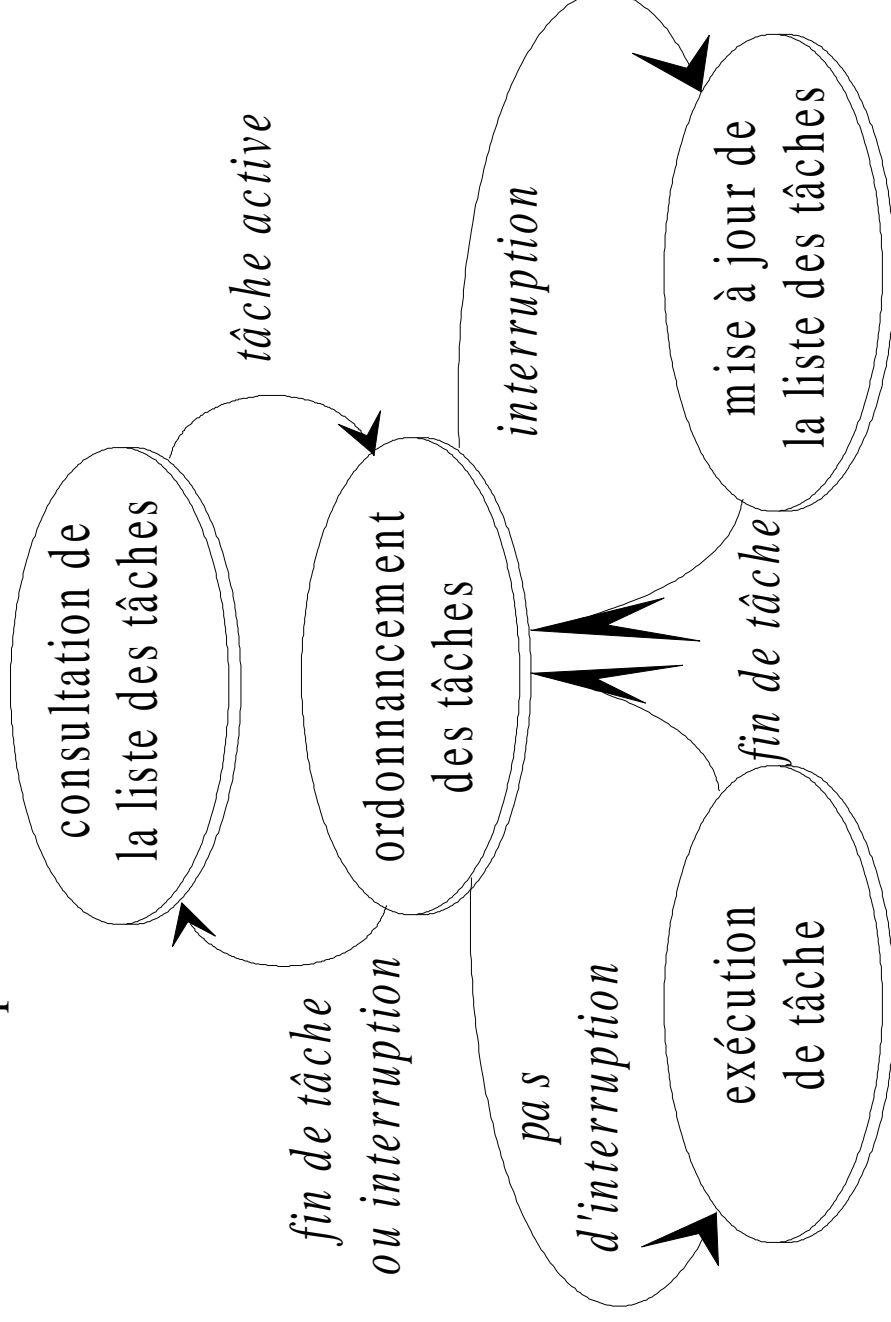 consultation de
la liste des tâches
tâche active
fin de tâche
ou interruption
ordonnancement
des tâches
pas
d'interruption
interruption
exécution
de tâche
fin de tâche
mise à jour de
la liste des tâches